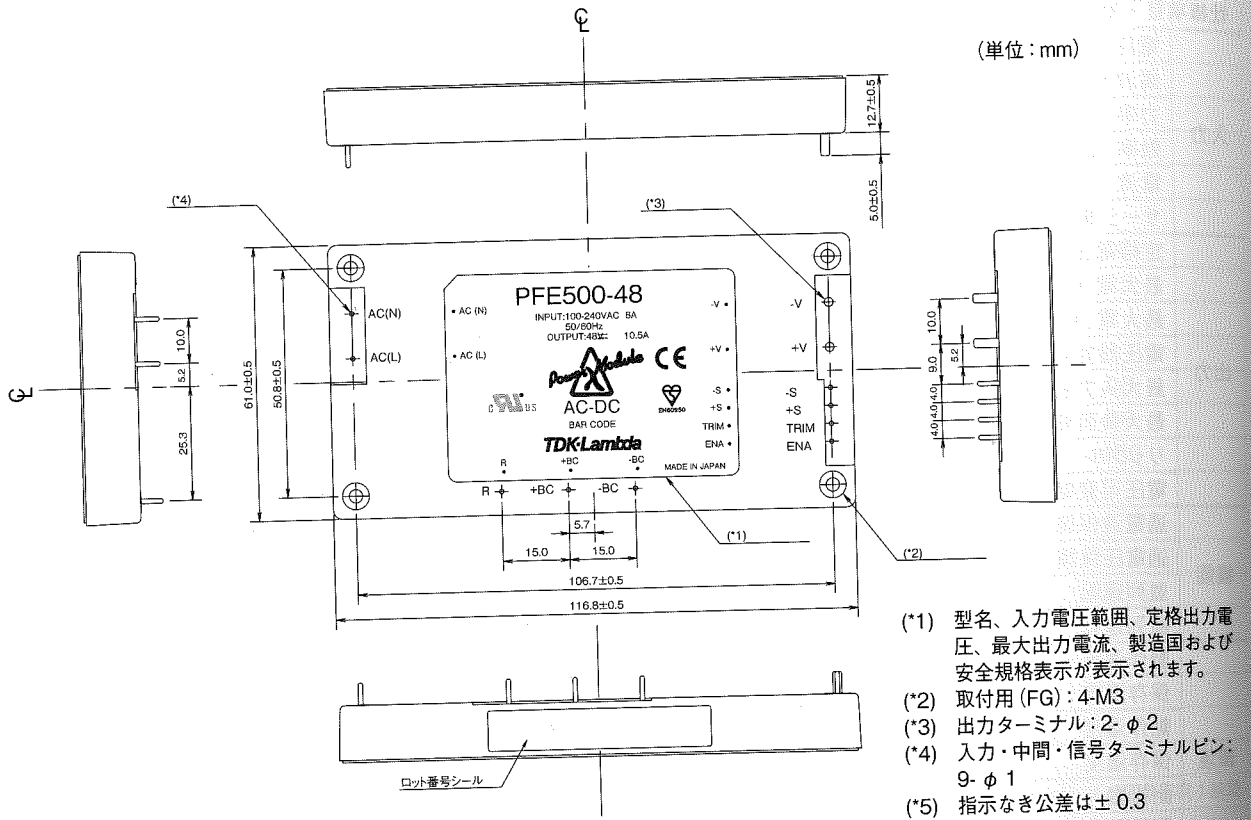 ℄
(単位：mm)
12.7±0.5
5.0±0.5
(*4)
(*3)
61.0±0.5
50.8±0.5
AC(N)
AC(L)
PFE500-48
INPUT:100-240VAC 8A
50/60Hz
OUTPUT:48V 10.5A
• AC (N)
• AC (L)
Power Module
CE
AC-DC
BAR CODE
TDK-Lambda
c UR US
EN60950
-V •
+V •
-S •
+S •
TRIM •
ENA •
R
+BC
-BC
MADE IN JAPAN
-V
+V
-S
+S
TRIM
ENA
R
+BC
-BC
10.0
5.2
25.3
℄
10.0
9.0
5.2
4.0
4.0
4.0
5.7
15.0
15.0
(*1)
(*2)
106.7±0.5
116.8±0.5
ロット番号シール
(*1) 型名、入力電圧範囲、定格出力電
圧、最大出力電流、製造国および
安全規格表示が表示されます。
(*2) 取付用(FG)：4-M3
(*3) 出力ターミナル：2- φ 2
(*4) 入力・中間・信号ターミナルピン：
9- φ 1
(*5) 指示なき公差は± 0.3